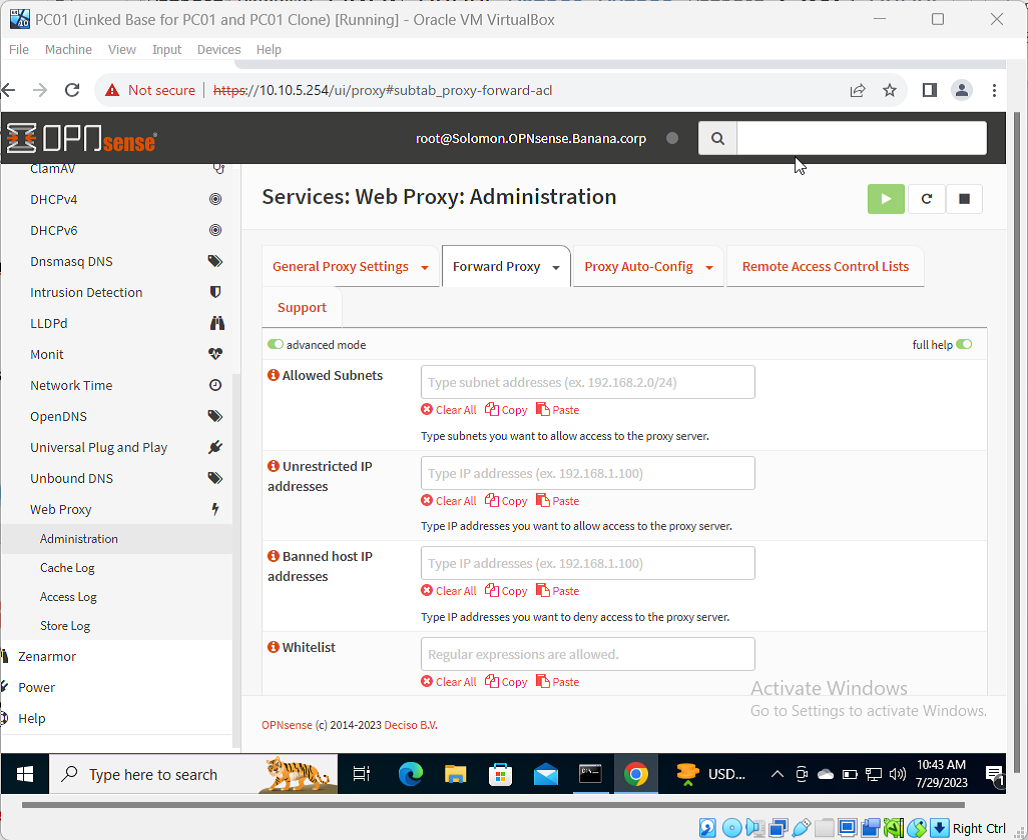 PC01 (Linked Base for PC01 and PC01 Clone) [Running] - Oracle VM VirtualBox
File Machine View Input Devices Help
Not secure https://10.10.5.254/ui/proxy#subtab_proxy-forward-acl
OPNsense root@Solomon.OPNsense.Banana.corp
ClamAV
DHCPv4
DHCPv6
Dnsmasq DNS
Intrusion Detection
LLDPd
Monit
Network Time
OpenDNS
Universal Plug and Play
Unbound DNS
Web Proxy
Administration
Cache Log
Access Log
Store Log
Zenarmor
Power
Help
Services: Web Proxy: Administration
General Proxy Settings Forward Proxy Proxy Auto-Config Remote Access Control Lists
Support
advanced mode full help
Allowed Subnets
Type subnet addresses (ex. 192.168.2.0/24)
Clear All Copy Paste
Type subnets you want to allow access to the proxy server.
Unrestricted IP
addresses
Type IP addresses (ex. 192.168.1.100)
Clear All Copy Paste
Type IP addresses you want to allow access to the proxy server.
Banned host IP
addresses
Type IP addresses (ex. 192.168.1.100)
Clear All Copy Paste
Type IP addresses you want to deny access to the proxy server.
Whitelist
Regular expressions are allowed.
Clear All Copy Paste
Activate Windows
Go to Settings to activate Windows.
OPNsense (c) 2014-2023 Deciso B.V.
Type here to search
USD...
10:43 AM
7/29/2023
1
Right Ctrl